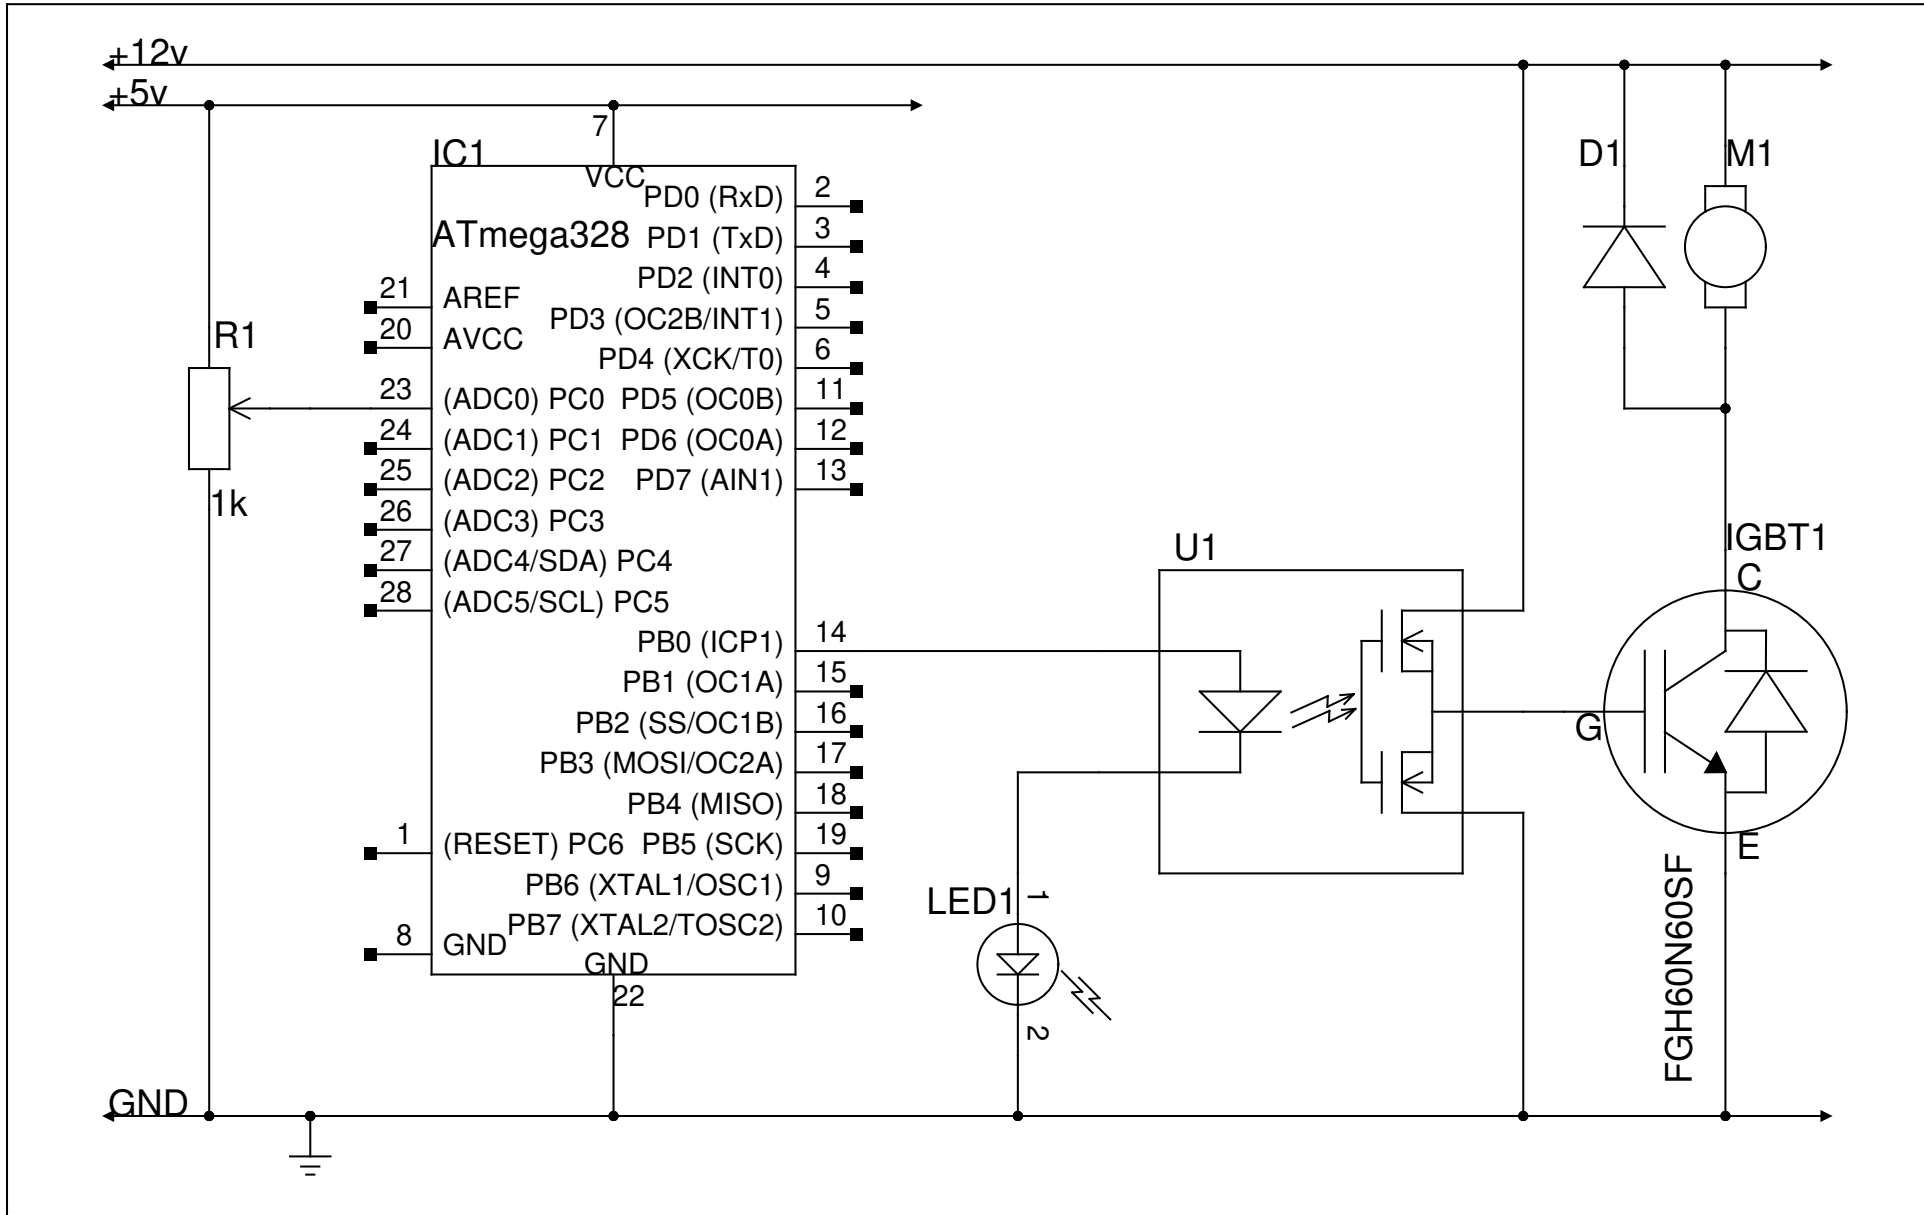 +12v
+5v
7
IC1
VCC
ATmega328
PD0 (RxD) 2
PD1 (TxD) 3
PD2 (INT0) 4
21 AREF
PD3 (OC2B/INT1) 5
20 AVCC
PD4 (XCK/T0) 6
23 (ADC0) PC0
PD5 (OC0B) 11
24 (ADC1) PC1
PD6 (OC0A) 12
25 (ADC2) PC2
PD7 (AIN1) 13
26 (ADC3) PC3
27 (ADC4/SDA) PC4
28 (ADC5/SCL) PC5
PB0 (ICP1) 14
PB1 (OC1A) 15
PB2 (SS/OC1B) 16
PB3 (MOSI/OC2A) 17
PB4 (MISO) 18
1 (RESET) PC6
PB5 (SCK) 19
PB6 (XTAL1/OSC1) 9
PB7 (XTAL2/TOSC2) 10
8 GND
GND
22
R1
1k
D1
M1
U1
IGBT1
C
G
E
FGH60N60SF
LED1
1
2
GND